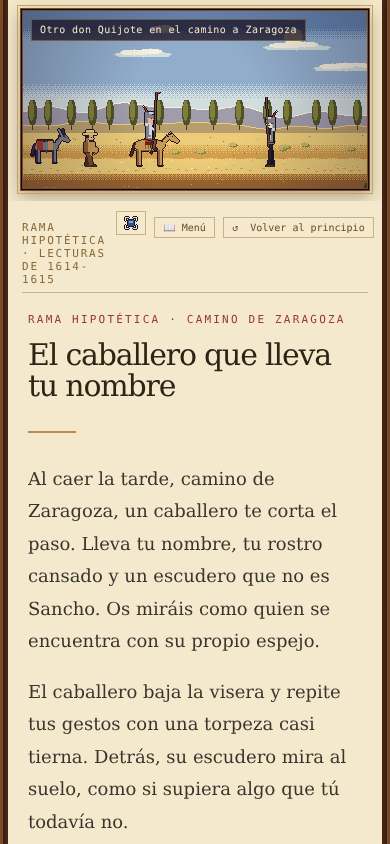 Otro don Quijote en el camino a Zaragoza
RAMA
HIPOTÉTICA
· LECTURAS
DE 1614-
1615
📖 Menú
↺ Volver al principio
RAMA HIPOTÉTICA · CAMINO DE ZARAGOZA
El caballero que lleva
tu nombre
Al caer la tarde, camino de
Zaragoza, un caballero te corta el
paso. Lleva tu nombre, tu rostro
cansado y un escudero que no es
Sancho. Os miráis como quien se
encuentra con su propio espejo.
El caballero baja la visera y repite
tus gestos con una torpeza casi
tierna. Detrás, su escudero mira al
suelo, como si supiera algo que tú
todavía no.